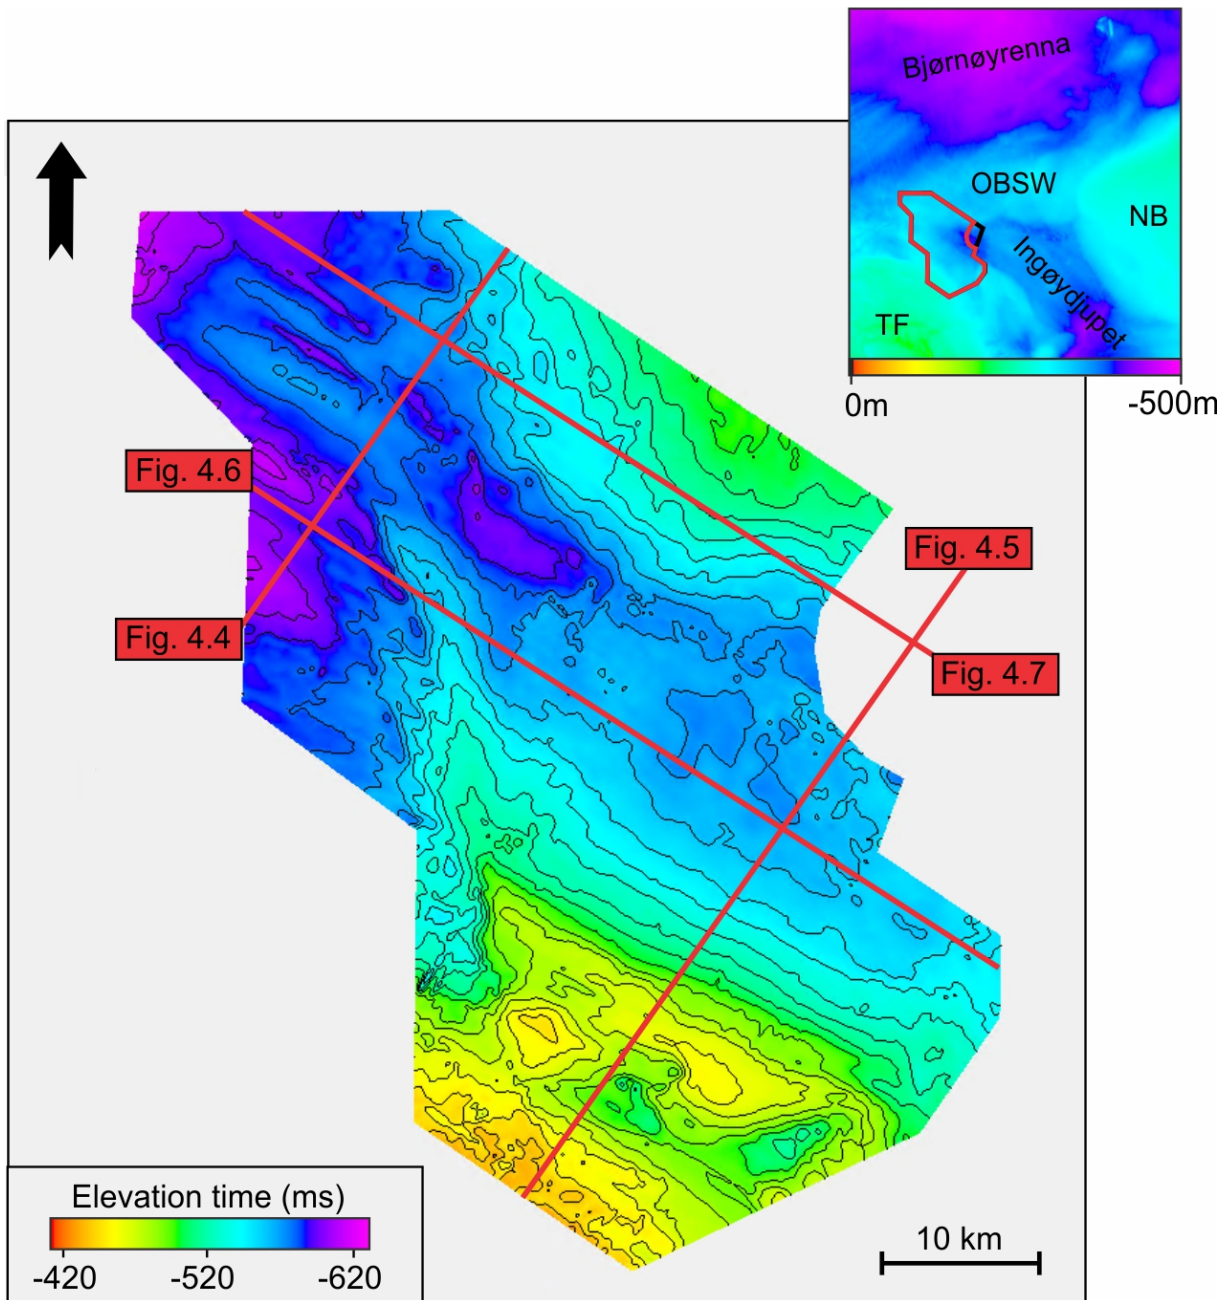 Bjørnøyrenna
OBSW
NB
Ingøydjupet
TF
0m
-500m
Fig. 4.6
Fig. 4.5
Fig. 4.4
Fig. 4.7
Elevation time (ms)
-420
-520
-620
10 km